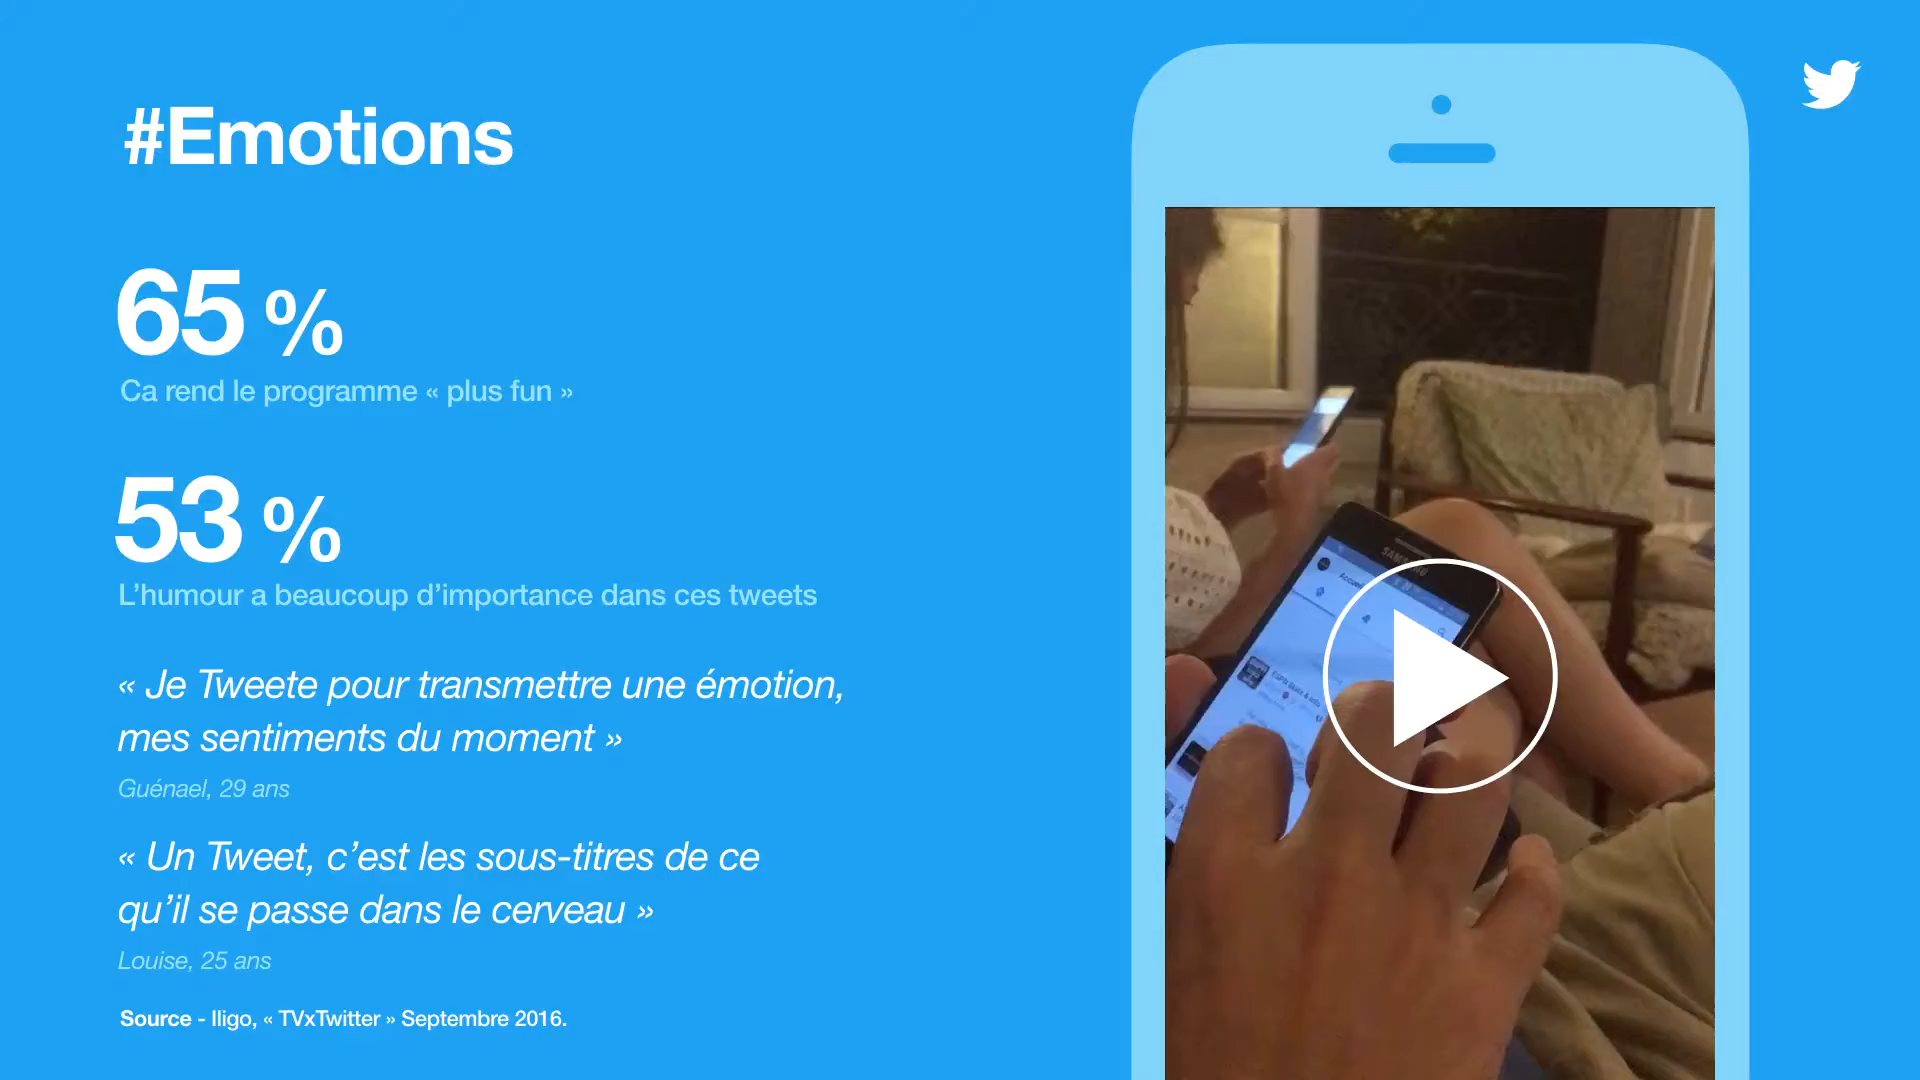 #Emotions
65 %
Ca rend le programme « plus fun »
53 %
L’humour a beaucoup d’importance dans ces tweets
« Je Tweete pour transmettre une émotion,
mes sentiments du moment »
Guénael, 29 ans
« Un Tweet, c’est les sous-titres de ce
qu’il se passe dans le cerveau »
Louise, 25 ans
Source - Iligo, « TVxTwitter » Septembre 2016.
SAMSUNG